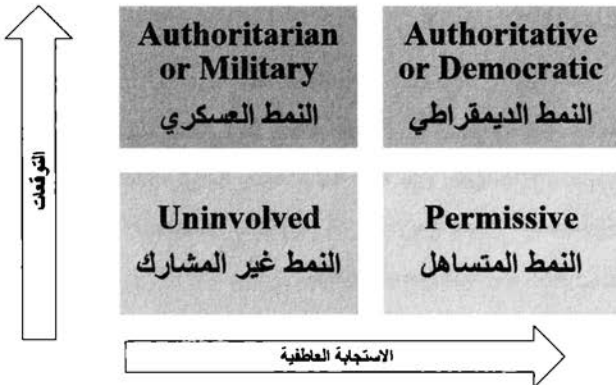 Authoritarian
or Military
النمط العسكري
Authoritative
or Democratic
النمط الديمقراطي
التوقعات
Uninvolved
النمط غير المشارك
Permissive
النمط المتساهل
الاستجابة العاطفية